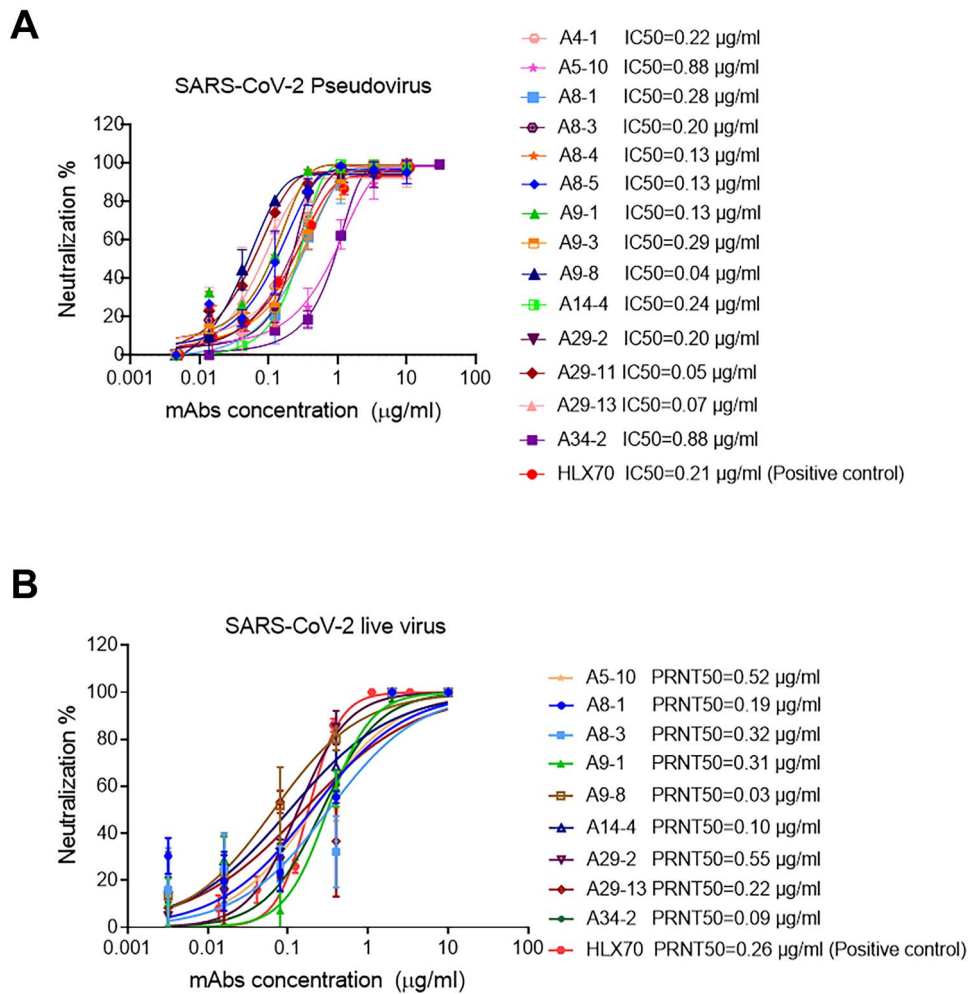 A
SARS-CoV-2 Pseudovirus
Neutralization %
120
100
80
60
40
20
0
0.001 0.01 0.1 1 10 100
mAbs concentration (μg/ml)
A4-1 IC50=0.22 μg/ml
A5-10 IC50=0.88 μg/ml
A8-1 IC50=0.28 μg/ml
A8-3 IC50=0.20 μg/ml
A8-4 IC50=0.13 μg/ml
A8-5 IC50=0.13 μg/ml
A9-1 IC50=0.13 μg/ml
A9-3 IC50=0.29 μg/ml
A9-8 IC50=0.04 μg/ml
A14-4 IC50=0.24 μg/ml
A29-2 IC50=0.20 μg/ml
A29-11 IC50=0.05 μg/ml
A29-13 IC50=0.07 μg/ml
A34-2 IC50=0.88 μg/ml
HLX70 IC50=0.21 μg/ml (Positive control)
B
SARS-CoV-2 live virus
Neutralization %
120
100
80
60
40
20
0
0.001 0.01 0.1 1 10 100
mAbs concentration (μg/ml)
A5-10 PRNT50=0.52 μg/ml
A8-1 PRNT50=0.19 μg/ml
A8-3 PRNT50=0.32 μg/ml
A9-1 PRNT50=0.31 μg/ml
A9-8 PRNT50=0.03 μg/ml
A14-4 PRNT50=0.10 μg/ml
A29-2 PRNT50=0.55 μg/ml
A29-13 PRNT50=0.22 μg/ml
A34-2 PRNT50=0.09 μg/ml
HLX70 PRNT50=0.26 μg/ml (Positive control)